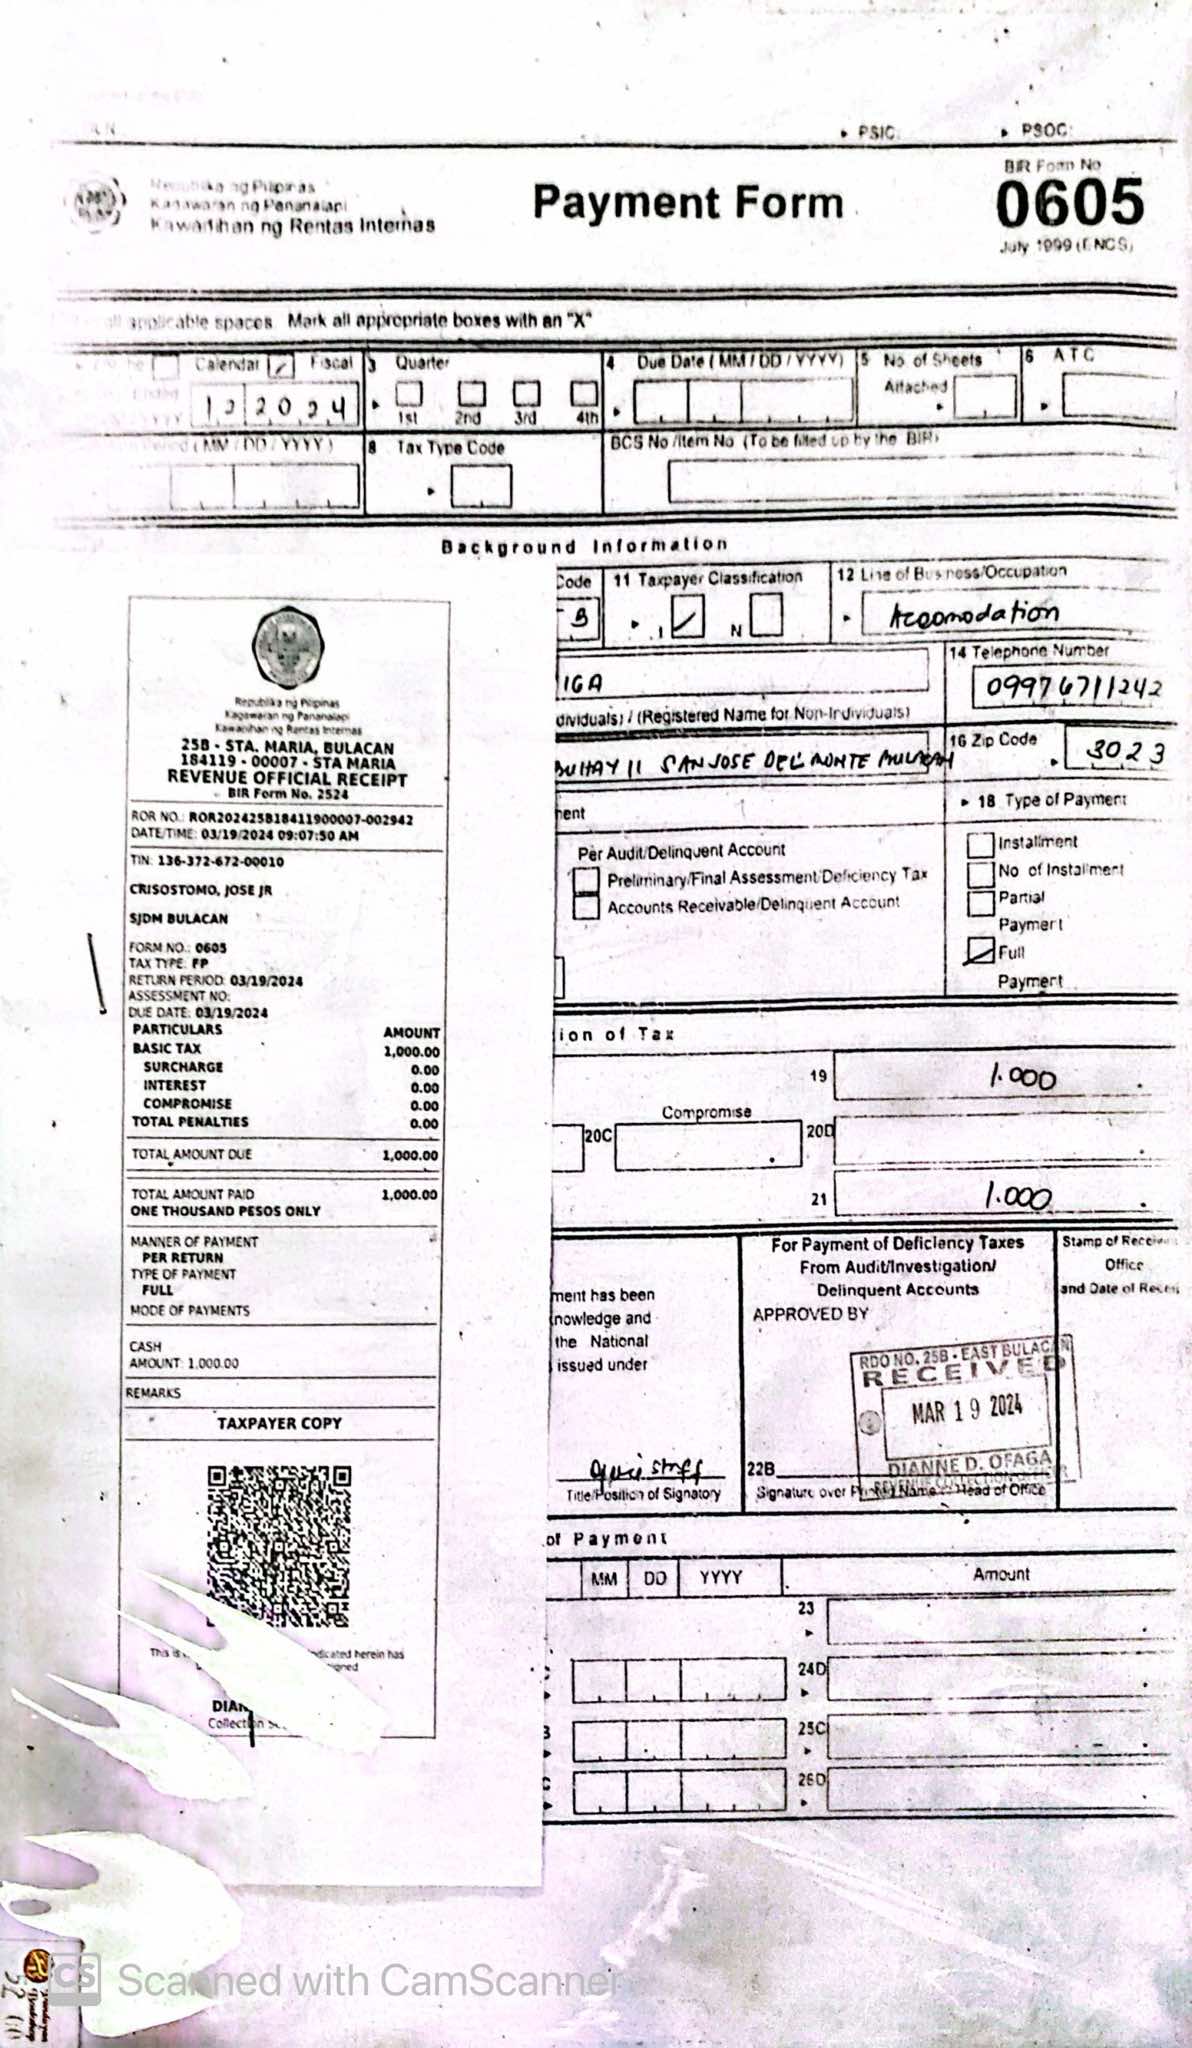 PSIC:
PSOC:
Republika ng Pilipinas
Kagawaran ng Pananalapi
Kawanihan ng Rentas Internas
Payment Form
BIR Form No
0605
July 1999 (ENCS)
all applicable spaces. Mark all appropriate boxes with an "X"
Calendar Fiscal
12 2024
3 Quarter
1st 2nd 3rd 4th
4 Due Date ( MM / DD / YYYY)
5 No. of Sheets
Attached
6 A T C
( MM / DD / YYYY )
8 Tax Type Code
BCS No./Item No. (To be filled up by the BIR)
Background Information
Code
B
11 Taxpayer Classification
I N
12 Line of Business/Occupation
Accomodation
IGA
14 Telephone Number
09976711242
dividuals) / (Registered Name for Non-Individuals)
BUHAY II SAN JOSE DEL MONTE BULACAN
16 Zip Code
3023
ment
18 Type of Payment
Per Audit/Delinquent Account
Preliminary/Final Assessment/Deficiency Tax
Accounts Receivable/Delinquent Account
Installment
No of Installment
Partial
Payment
Full
Payment
ion of Tax
19 1.000
Compromise
20C
20D
21 1.000
ment has been
nowledge and
the National
issued under
For Payment of Deficiency Taxes
From Audit/Investigation/
Delinquent Accounts
APPROVED BY
Stamp of Receiving
Office
and Date of Receipt
RDO NO. 25B - EAST BULACAN
RECEIVED
MAR 19 2024
DIANNE D. OFAGA
REVENUE COLLECTION OFFICER
staff
Title/Position of Signatory
22B
Signature over Printed Name Head of Office
of Payment
MM DD YYYY
Amount
23
24D
25C
26D
Republika ng Pilipinas
Kagawaran ng Pananalapi
Kawanihan ng Rentas Internas
25B - STA. MARIA, BULACAN
184119 - 00007 - STA MARIA
REVENUE OFFICIAL RECEIPT
BIR Form No. 2524
ROR NO.: ROR202425B18411900007-002942
DATE/TIME: 03/19/2024 09:07:50 AM
TIN: 136-372-672-00010
CRISOSTOMO, JOSE JR
SJDM BULACAN
FORM NO.: 0605
TAX TYPE: FP
RETURN PERIOD: 03/19/2024
ASSESSMENT NO:
DUE DATE: 03/19/2024
PARTICULARS AMOUNT
BASIC TAX 1,000.00
SURCHARGE 0.00
INTEREST 0.00
COMPROMISE 0.00
TOTAL PENALTIES 0.00
TOTAL AMOUNT DUE 1,000.00
TOTAL AMOUNT PAID 1,000.00
ONE THOUSAND PESOS ONLY
MANNER OF PAYMENT
PER RETURN
TYPE OF PAYMENT
FULL
MODE OF PAYMENTS
CASH
AMOUNT: 1,000.00
REMARKS
TAXPAYER COPY
This is
dicated herein has
igned
DIAN
Collection
CS Scanned with CamScanner